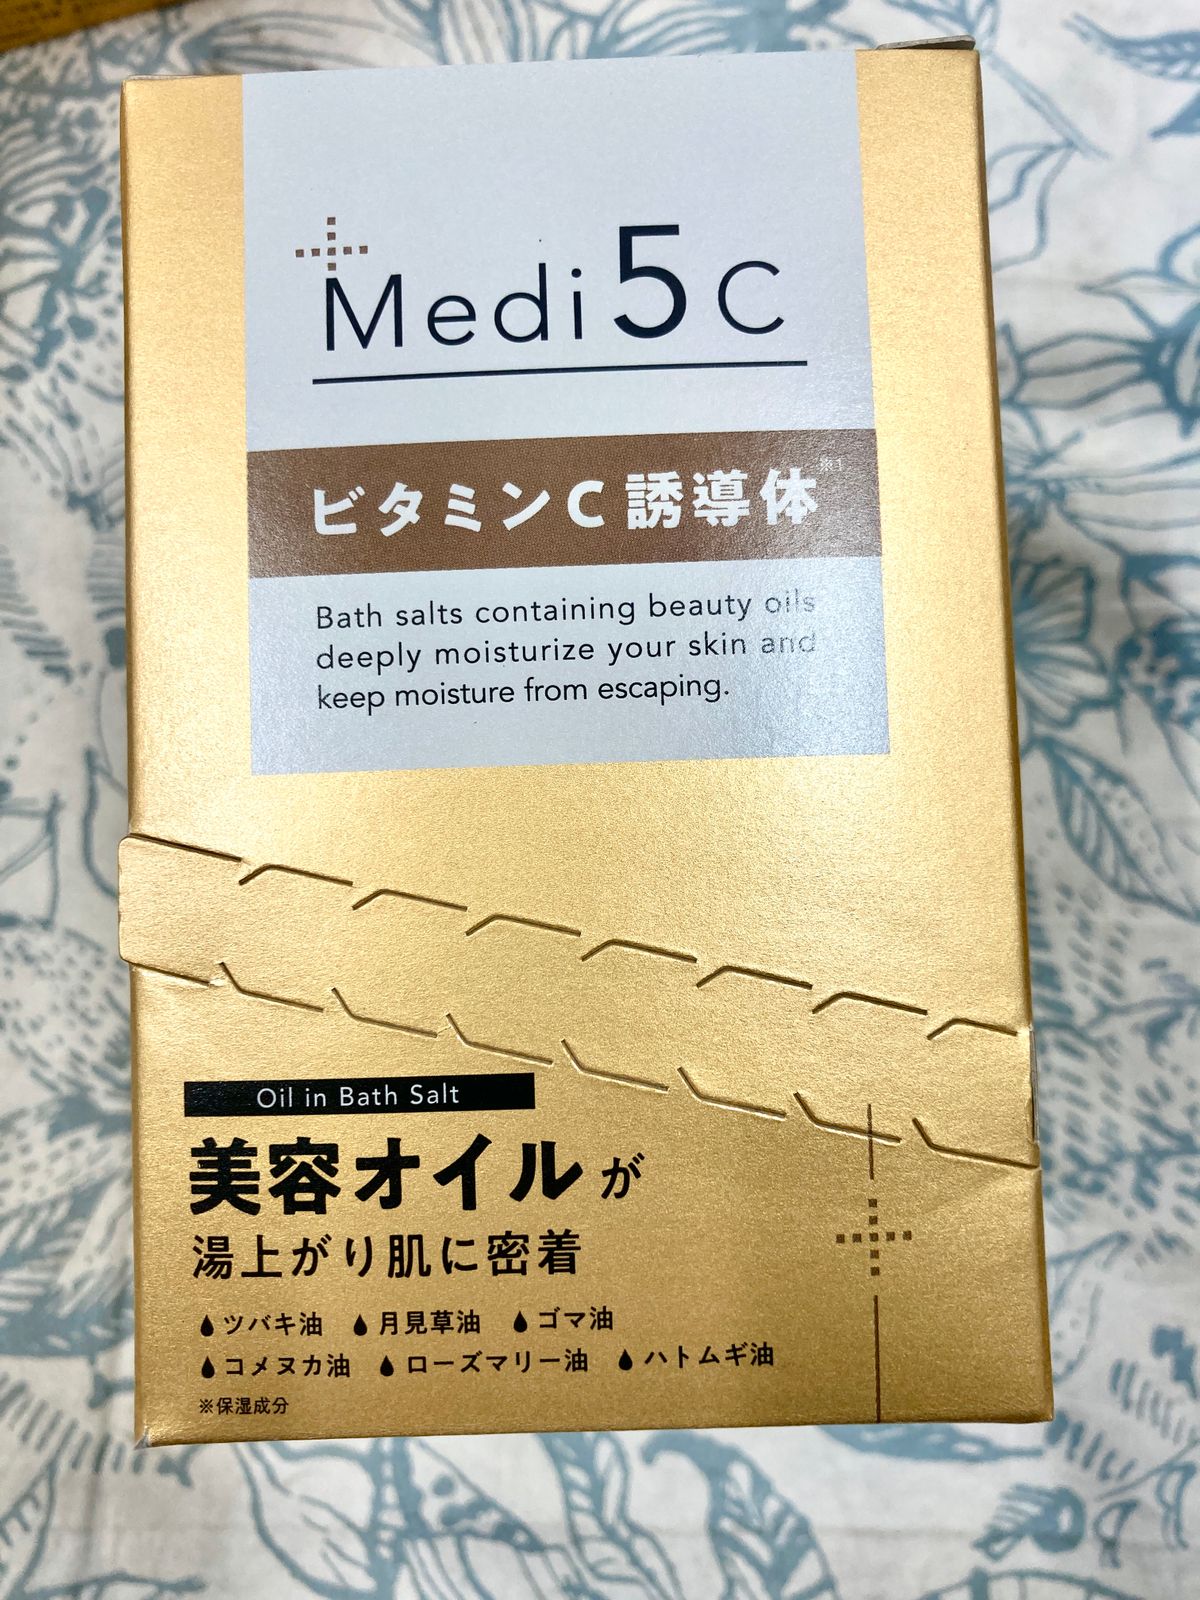 Medi5C
ビタミンC誘導体※1
Bath salts containing beauty oils
deeply moisturize your skin and
keep moisture from escaping.
Oil in Bath Salt
美容オイルが
湯上がり肌に密着
ツバキ油 月見草油 ゴマ油
コメヌカ油 ローズマリー油 ハトムギ油
※保湿成分